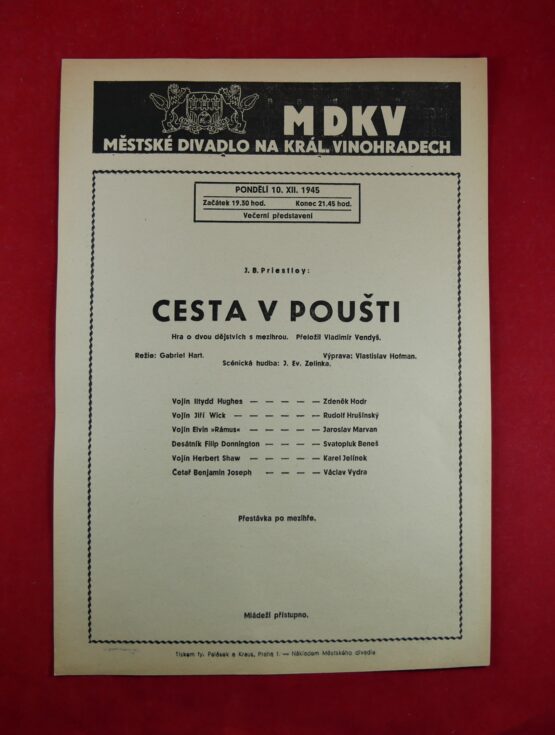 MDKV
MĚSTSKÉ DIVADLO NA KRÁL. VINOHRADECH
PONDĚLÍ 10. XII. 1945
Začátek 19.30 hod. Konec 21.45 hod.
Večerní představení
J. B. Priestley:
CESTA V POUŠTI
Hra o dvou dějstvích s mezihrou. Přeložil Vladimír Vendyš.
Režie: Gabriel Hart. Výprava: Vlastislav Hofman.
Scénická hudba: J. Ev. Zelinka.
Vojín Iltydd Hughes — — — — Zdeněk Hodr
Vojín Jiří Wick — — — — — Rudolf Hrušínský
Vojín Elvin »Rámus« — — — — Jaroslav Marvan
Desátník Filip Donnington — — — — Svatopluk Beneš
Vojín Herbert Shaw — — — — Karel Jelínek
Četař Benjamin Joseph — — — — Václav Vydra
Přestávka po mezihře.
Mládeži přístupno.
Tiskem fy. Palásek a Kraus, Praha I. — Nákladem Městského divadla